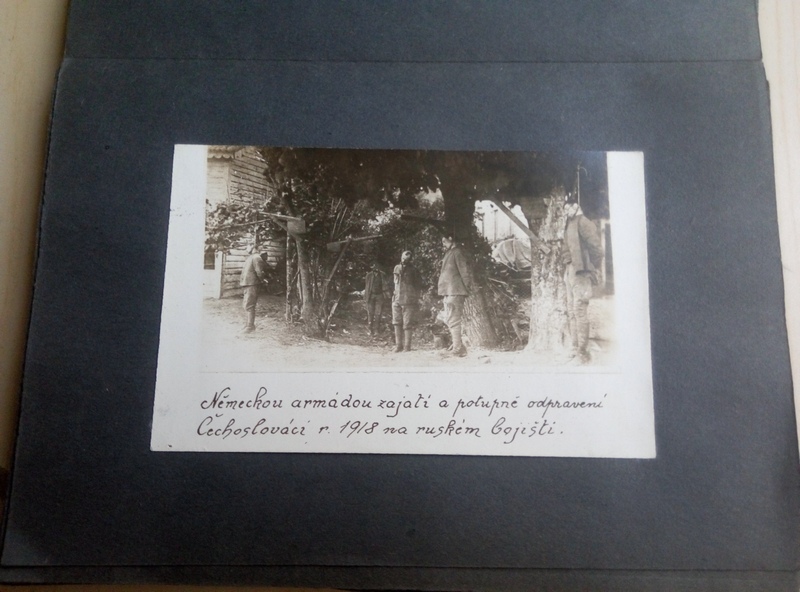 Německou armádou zajatí a potupně odpravení
Čechoslováci r. 1918 na ruském bojišti.